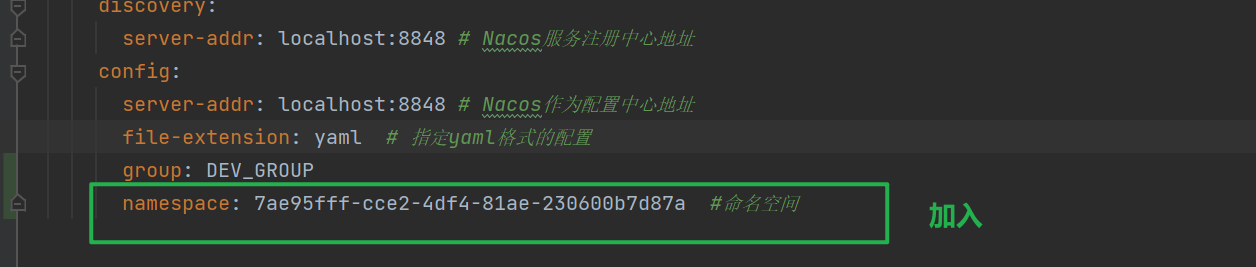 discovery:
server-addr: localhost:8848 # Nacos服务注册中心地址
config:
server-addr: localhost:8848 # Nacos作为配置中心地址
file-extension: yaml # 指定yaml格式的配置
group: DEV_GROUP
namespace: 7ae95fff-cce2-4df4-81ae-230600b7d87a #命名空间
加入